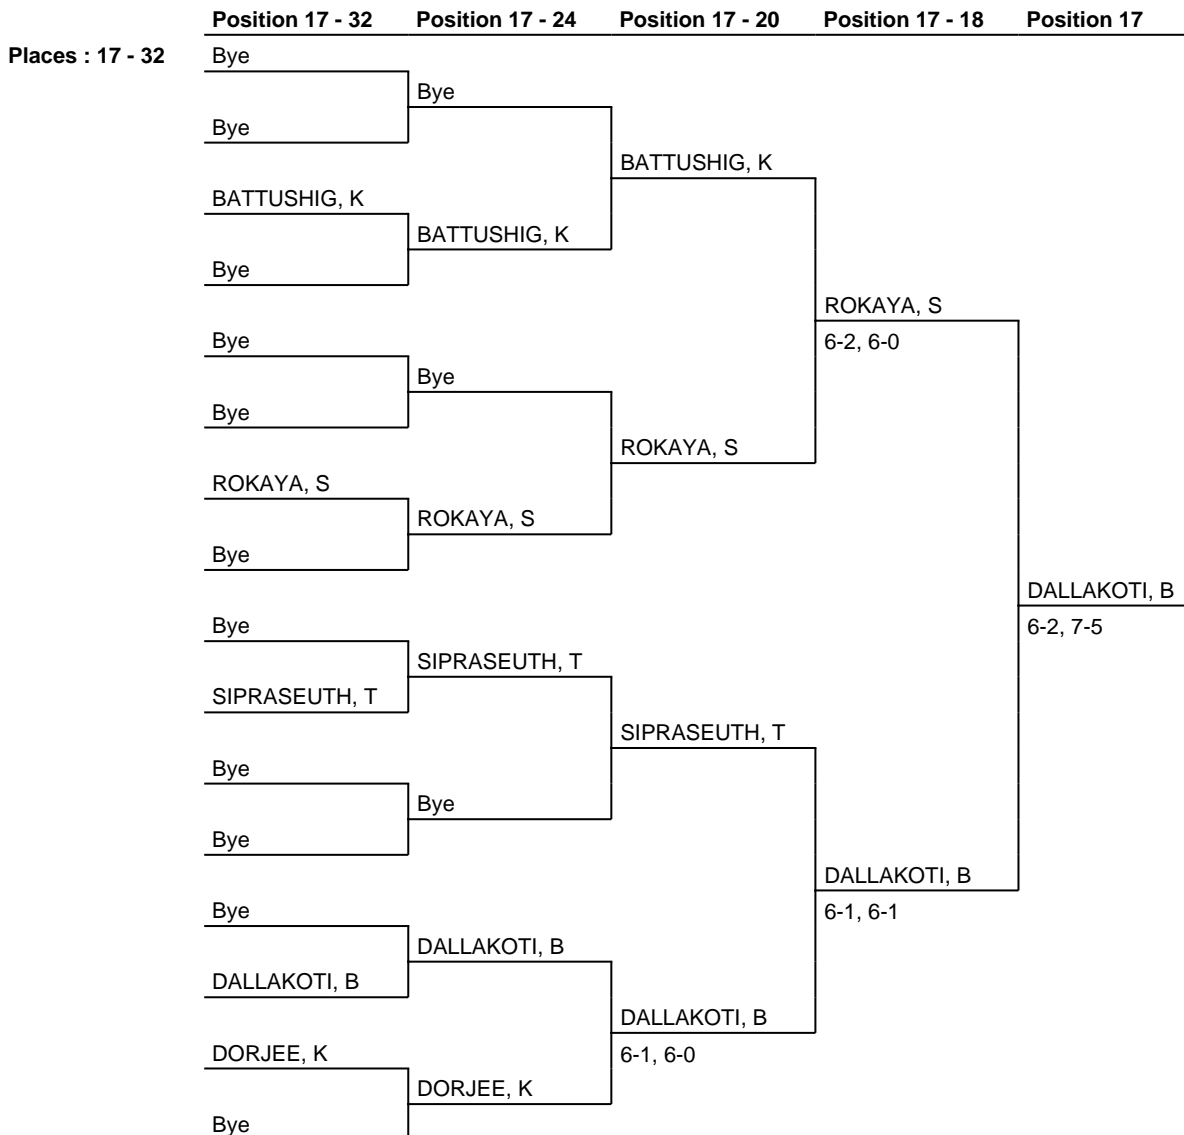 Position 17 - 32 Position 17 - 24 Position 17 - 20 Position 17 - 18 Position 17
Places : 17 - 32 Bye
Bye
Bye
BATTUSHIG, K
BATTUSHIG, K
BATTUSHIG, K
Bye
ROKAYA, S
Bye
6-2, 6-0
Bye
Bye
ROKAYA, S
ROKAYA, S
ROKAYA, S
Bye
DALLAKOTI, B
Bye
6-2, 7-5
SIPRASEUTH, T
SIPRASEUTH, T
SIPRASEUTH, T
Bye
Bye
Bye
DALLAKOTI, B
Bye
6-1, 6-1
DALLAKOTI, B
DALLAKOTI, B
DALLAKOTI, B
DORJEE, K
6-1, 6-0
DORJEE, K
Bye